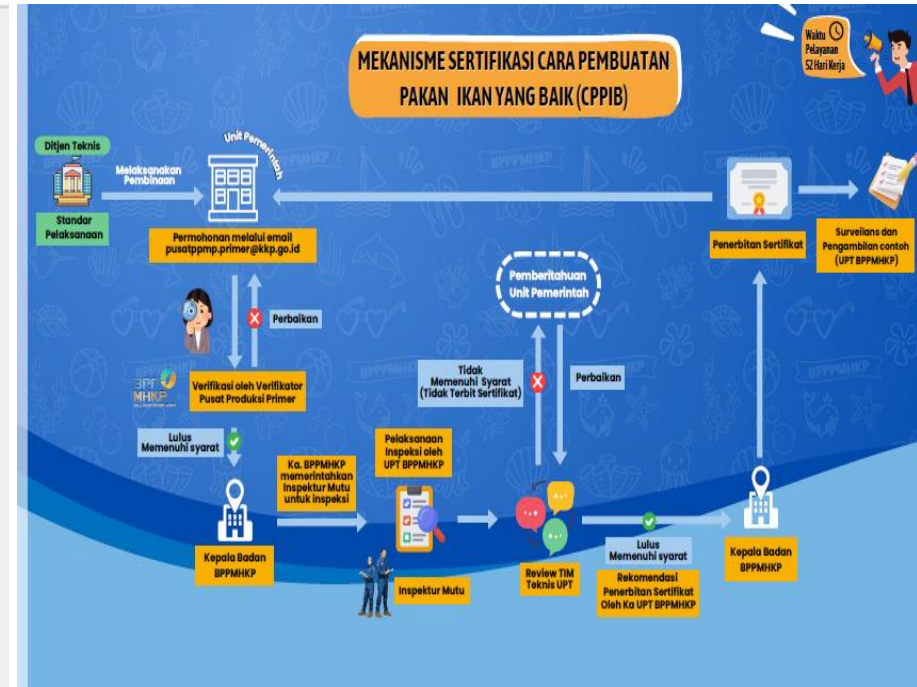 MEKANISME SERTIFIKASI CARA PEMBUATAN
PAKAN IKAN YANG BAIK (CPPIB)
Waktu
Pelayanan
52 Hari Kerja
Ditjen Teknis
Standar
Pelaksanaan
Melaksanakan
Pembinaan
Unit Pemerintah
Permohonan melalui email
pusatppmp.primer@kkp.go.id
Perbaikan
BPPMHKP
MHKP
Verifikasi oleh Verifikator
Pusat Produksi Primer
Lulus
Memenuhi syarat
Kepala Badan
BPPMHKP
Ka. BPPMHKP
memerintahkan
Inspektur Mutu
untuk inspeksi
Pelaksanaan
Inspeksi oleh
UPT BPPMHKP
Inspektur Mutu
Review TIM
Teknis UPT
Tidak
Memenuhi Syarat
(Tidak Terbit Sertifikat)
Pemberitahuan
Unit Pemerintah
Perbaikan
Lulus
Memenuhi syarat
Rekomendasi
Penerbitan Sertifikat
Oleh Ka UPT BPPMHKP
Kepala Badan
BPPMHKP
Penerbitan Sertifikat
Surveilans dan
Pengambilan contoh
(UPT BPPMHKP)